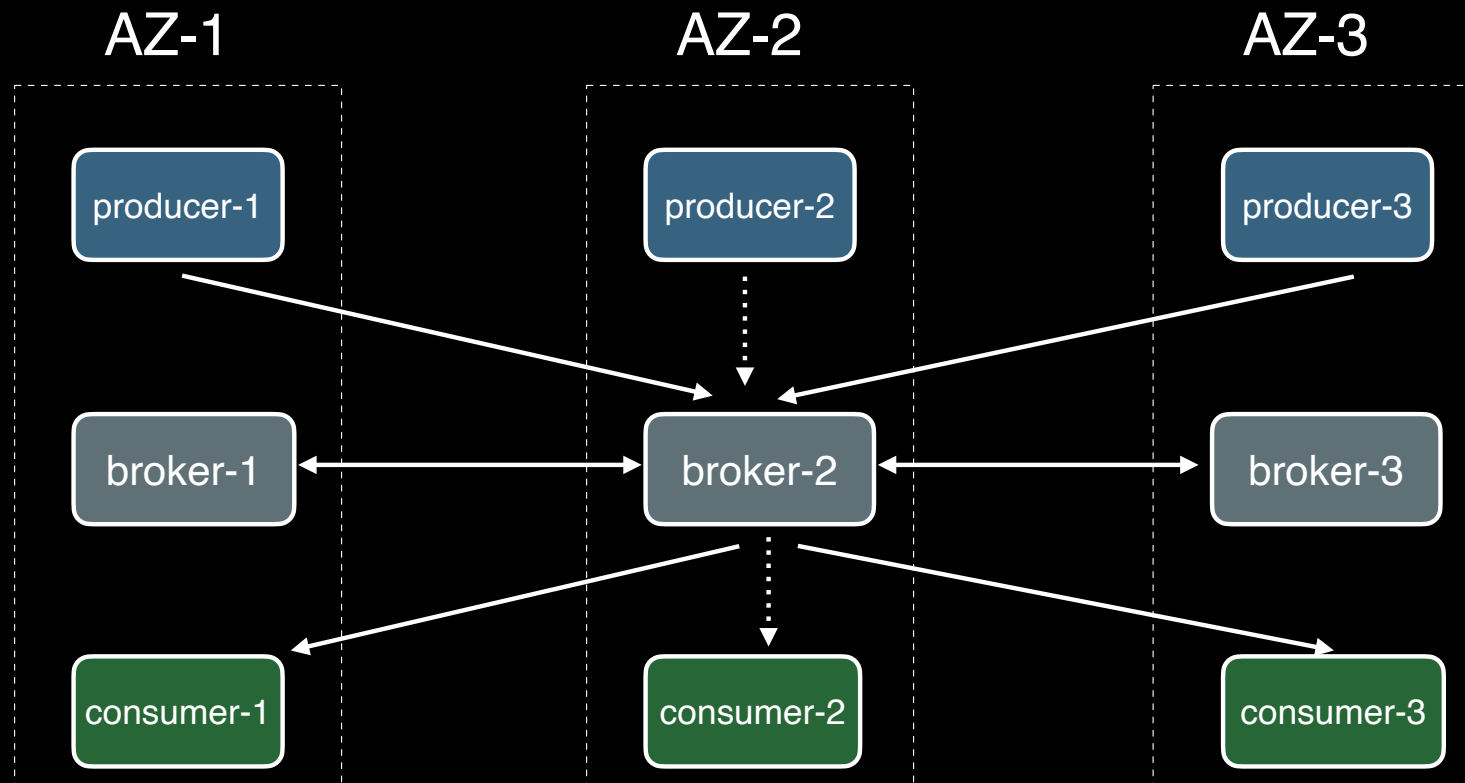 AZ-1
AZ-2
AZ-3
producer-1
producer-2
producer-3
broker-1
broker-2
broker-3
consumer-1
consumer-2
consumer-3